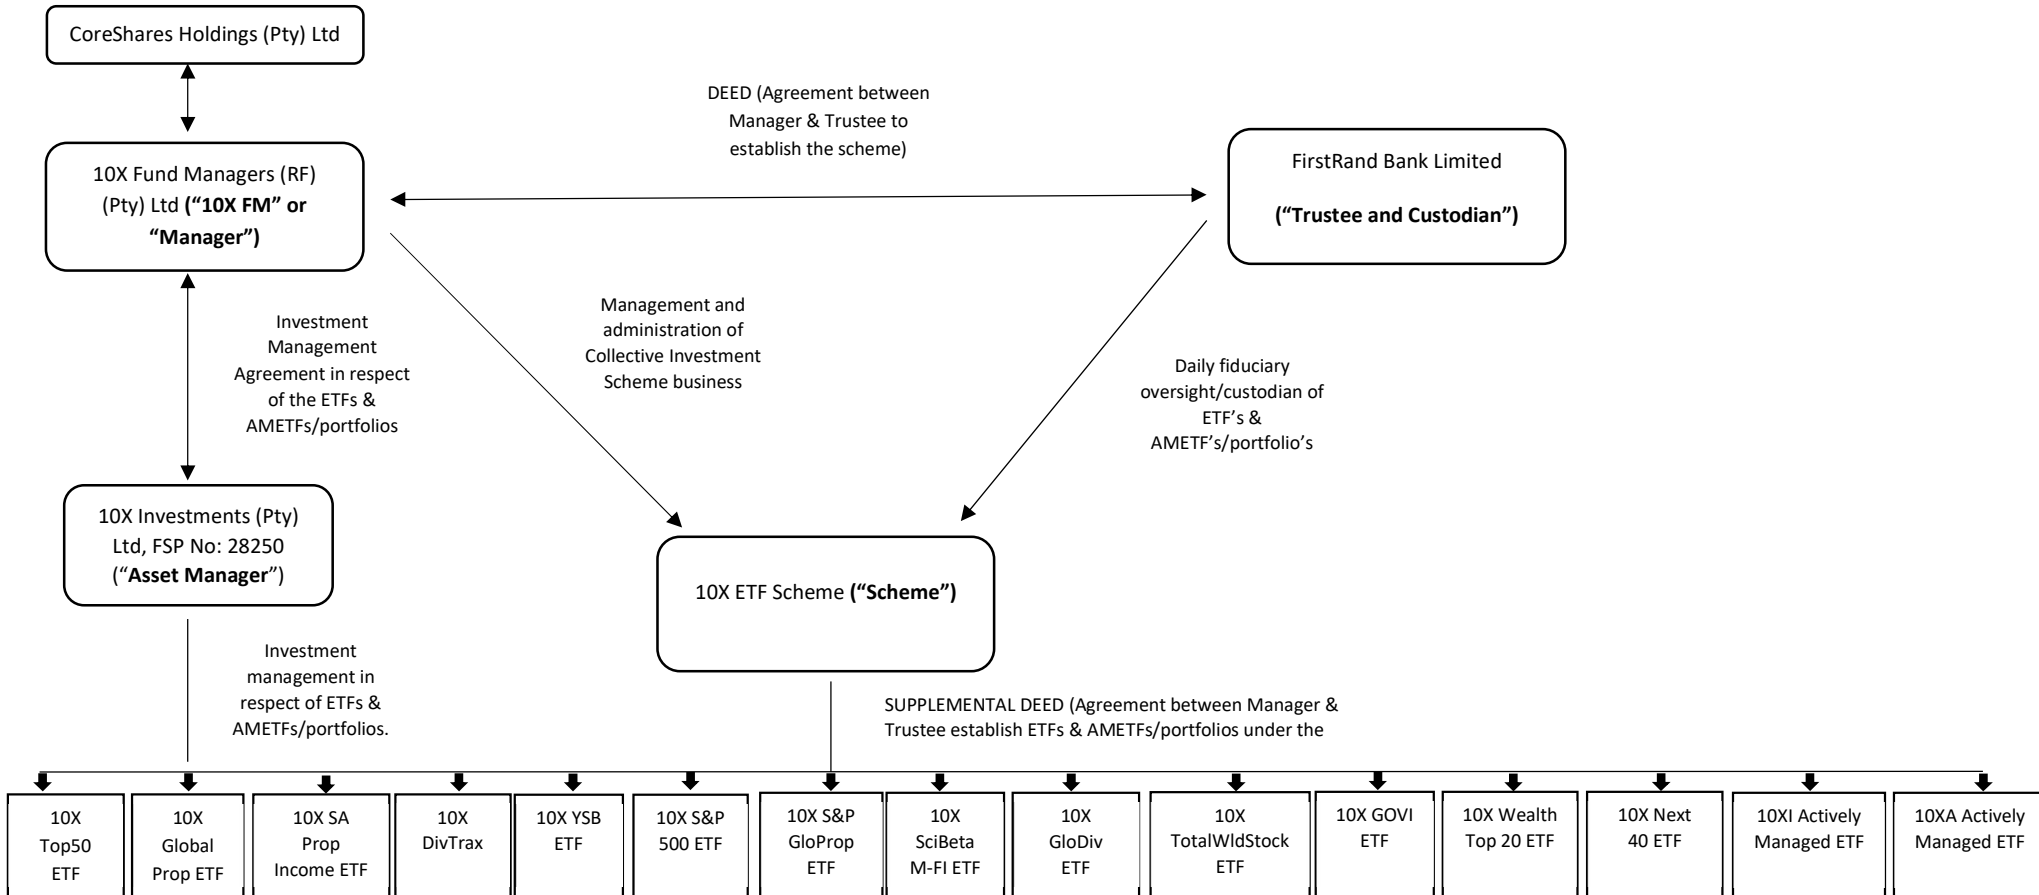 CoreShares Holdings (Pty) Ltd
DEED (Agreement between
Manager & Trustee to
establish the scheme)
10X Fund Managers (RF)
(Pty) Ltd (“10X FM” or
“Manager”)
FirstRand Bank Limited
(“Trustee and Custodian”)
Investment
Management
Agreement in respect
of the ETFs &
AMETFs/portfolios
Management and
administration of
Collective Investment
Scheme business
Daily fiduciary
oversight/custodian of
ETF’s &
AMETF’s/portfolio’s
10X Investments (Pty)
Ltd, FSP No: 28250
(“Asset Manager”)
10X ETF Scheme (“Scheme”)
Investment
management in
respect of ETFs &
AMETFs/portfolios.
SUPPLEMENTAL DEED (Agreement between Manager &
Trustee establish ETFs & AMETFs/portfolios under the
10X
Top50
ETF
10X
Global
Prop ETF
10X SA
Prop
Income ETF
10X
DivTrax
10X YSB
ETF
10X S&P
500 ETF
10X S&P
GloProp
ETF
10X
SciBeta
M-FI ETF
10X
GloDiv
ETF
10X
TotalWldStock
ETF
10X GOVI
ETF
10X Wealth
Top 20 ETF
10X Next
40 ETF
10XI Actively
Managed ETF
10XA Actively
Managed ETF